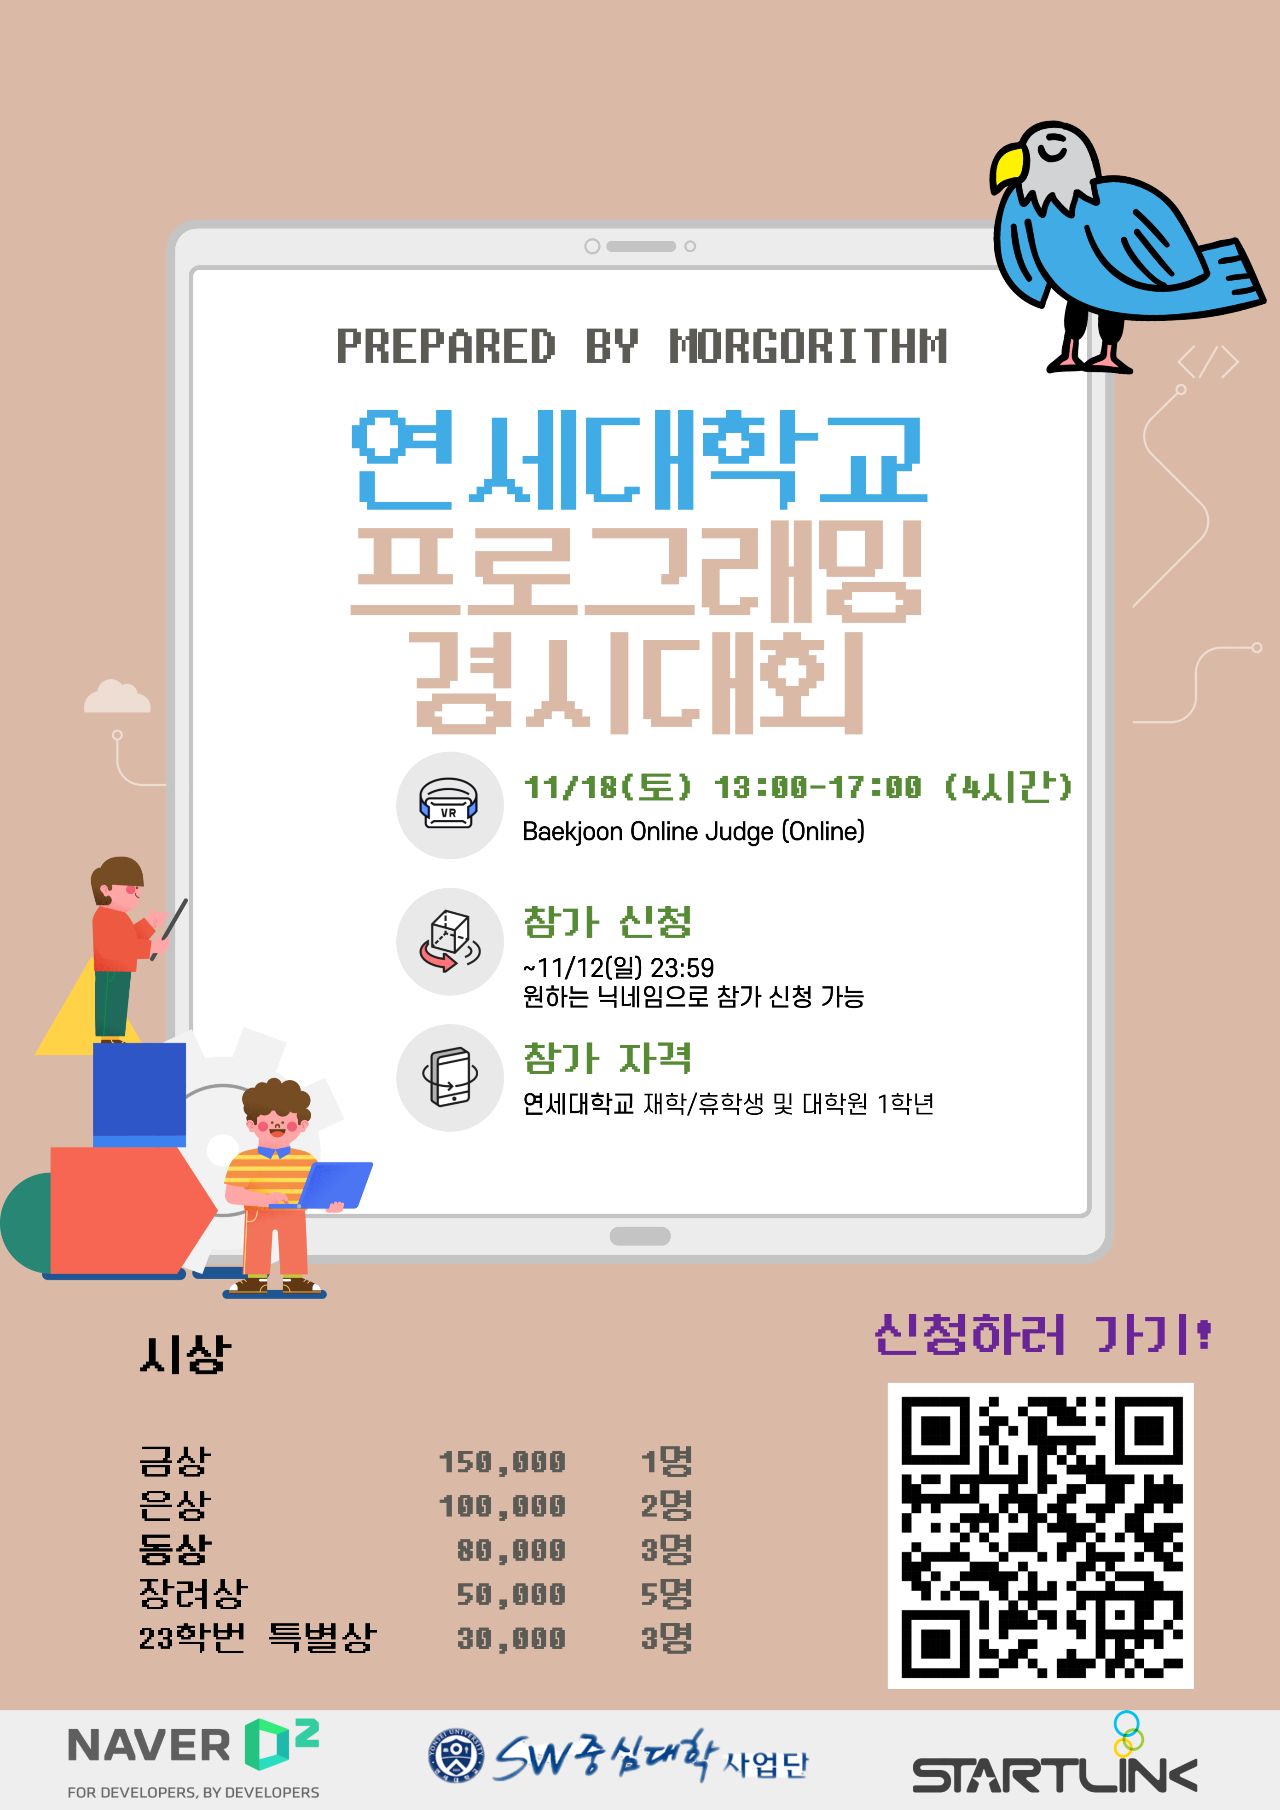 PREPARED BY MORGORITHM
연세대학교
프로그래밍
경시대회
VR
11/18(토) 13:00-17:00 (4시간)
Baekjoon Online Judge (Online)
참가 신청
~11/12(일) 23:59
원하는 닉네임으로 참가 신청 가능
참가 자격
연세대학교 재학/휴학생 및 대학원 1학년
시상
신청하러 가기!
금상 150,000 1명
은상 100,000 2명
동상 80,000 3명
장려상 50,000 5명
23학번 특별상 30,000 3명
NAVER D2
FOR DEVELOPERS, BY DEVELOPERS
YONSEI UNIVERSITY
SW중심대학 사업단
STARTLINK